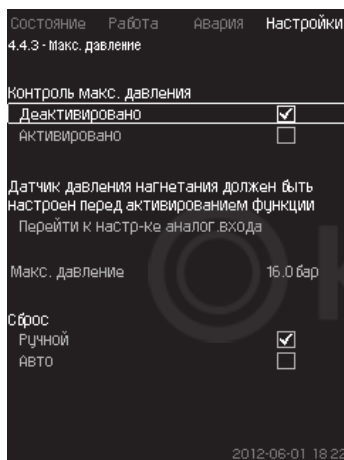 Состояние Работа Авария Настройки
4.4.3 - Макс. давление
Контроль макс. давления
Деактивировано
Активировано
Датчик давления нагнетания должен быть
настроен перед активированием функции
Перейти к настр-ке аналог.входа
Макс. давление 16.0 бар
Сброс
Ручной
Авто
2012-06-01 18:22